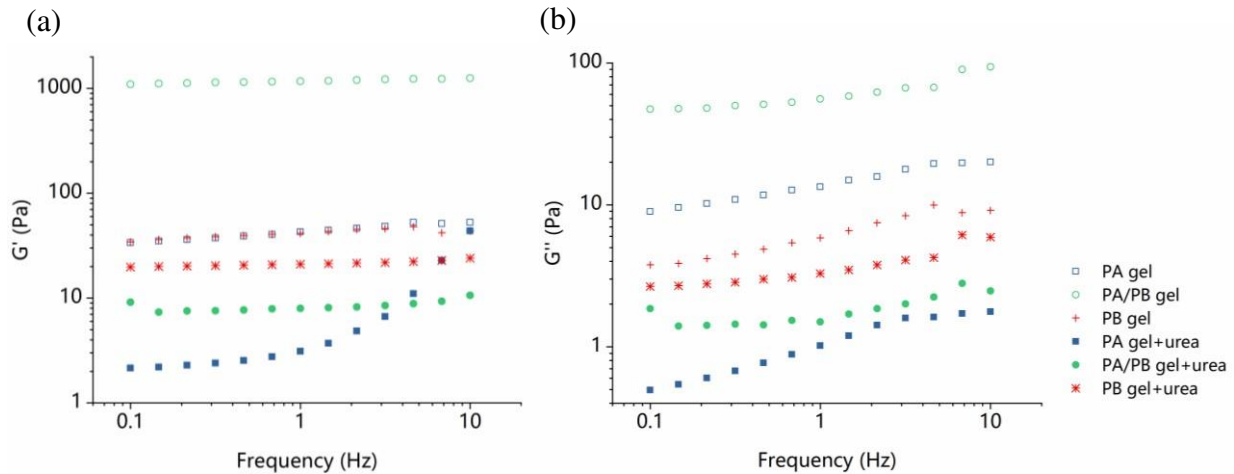 (a)
(b)
1000
100
10
1
G' (Pa)
0.1
1
10
Frequency (Hz)
100
10
1
G'' (Pa)
0.1
1
10
Frequency (Hz)
PA gel
PA/PB gel
PB gel
PA gel+urea
PA/PB gel+urea
PB gel+urea